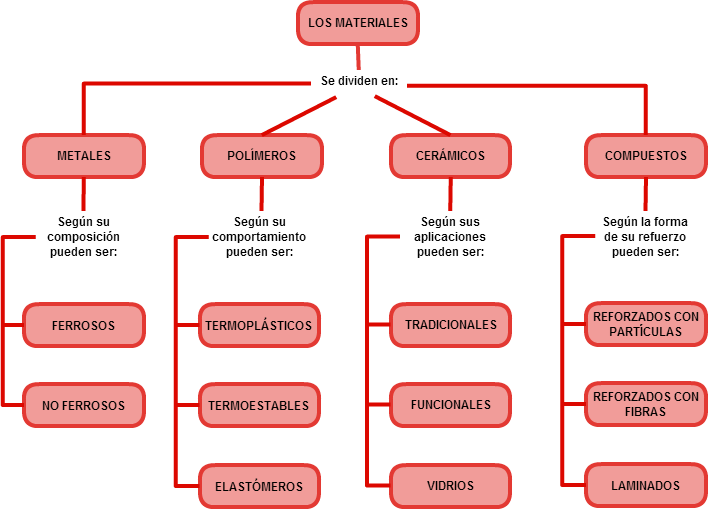 LOS MATERIALES
Se dividen en:
METALES
POLÍMEROS
CERÁMICOS
COMPUESTOS
Según su
composición
pueden ser:
Según su
comportamiento
pueden ser:
Según sus
aplicaciones
pueden ser:
Según la forma
de su refuerzo
pueden ser:
FERROSOS
TERMOPLÁSTICOS
TRADICIONALES
REFORZADOS CON
PARTÍCULAS
NO FERROSOS
TERMOESTABLES
FUNCIONALES
REFORZADOS CON
FIBRAS
ELASTÓMEROS
VIDRIOS
LAMINADOS